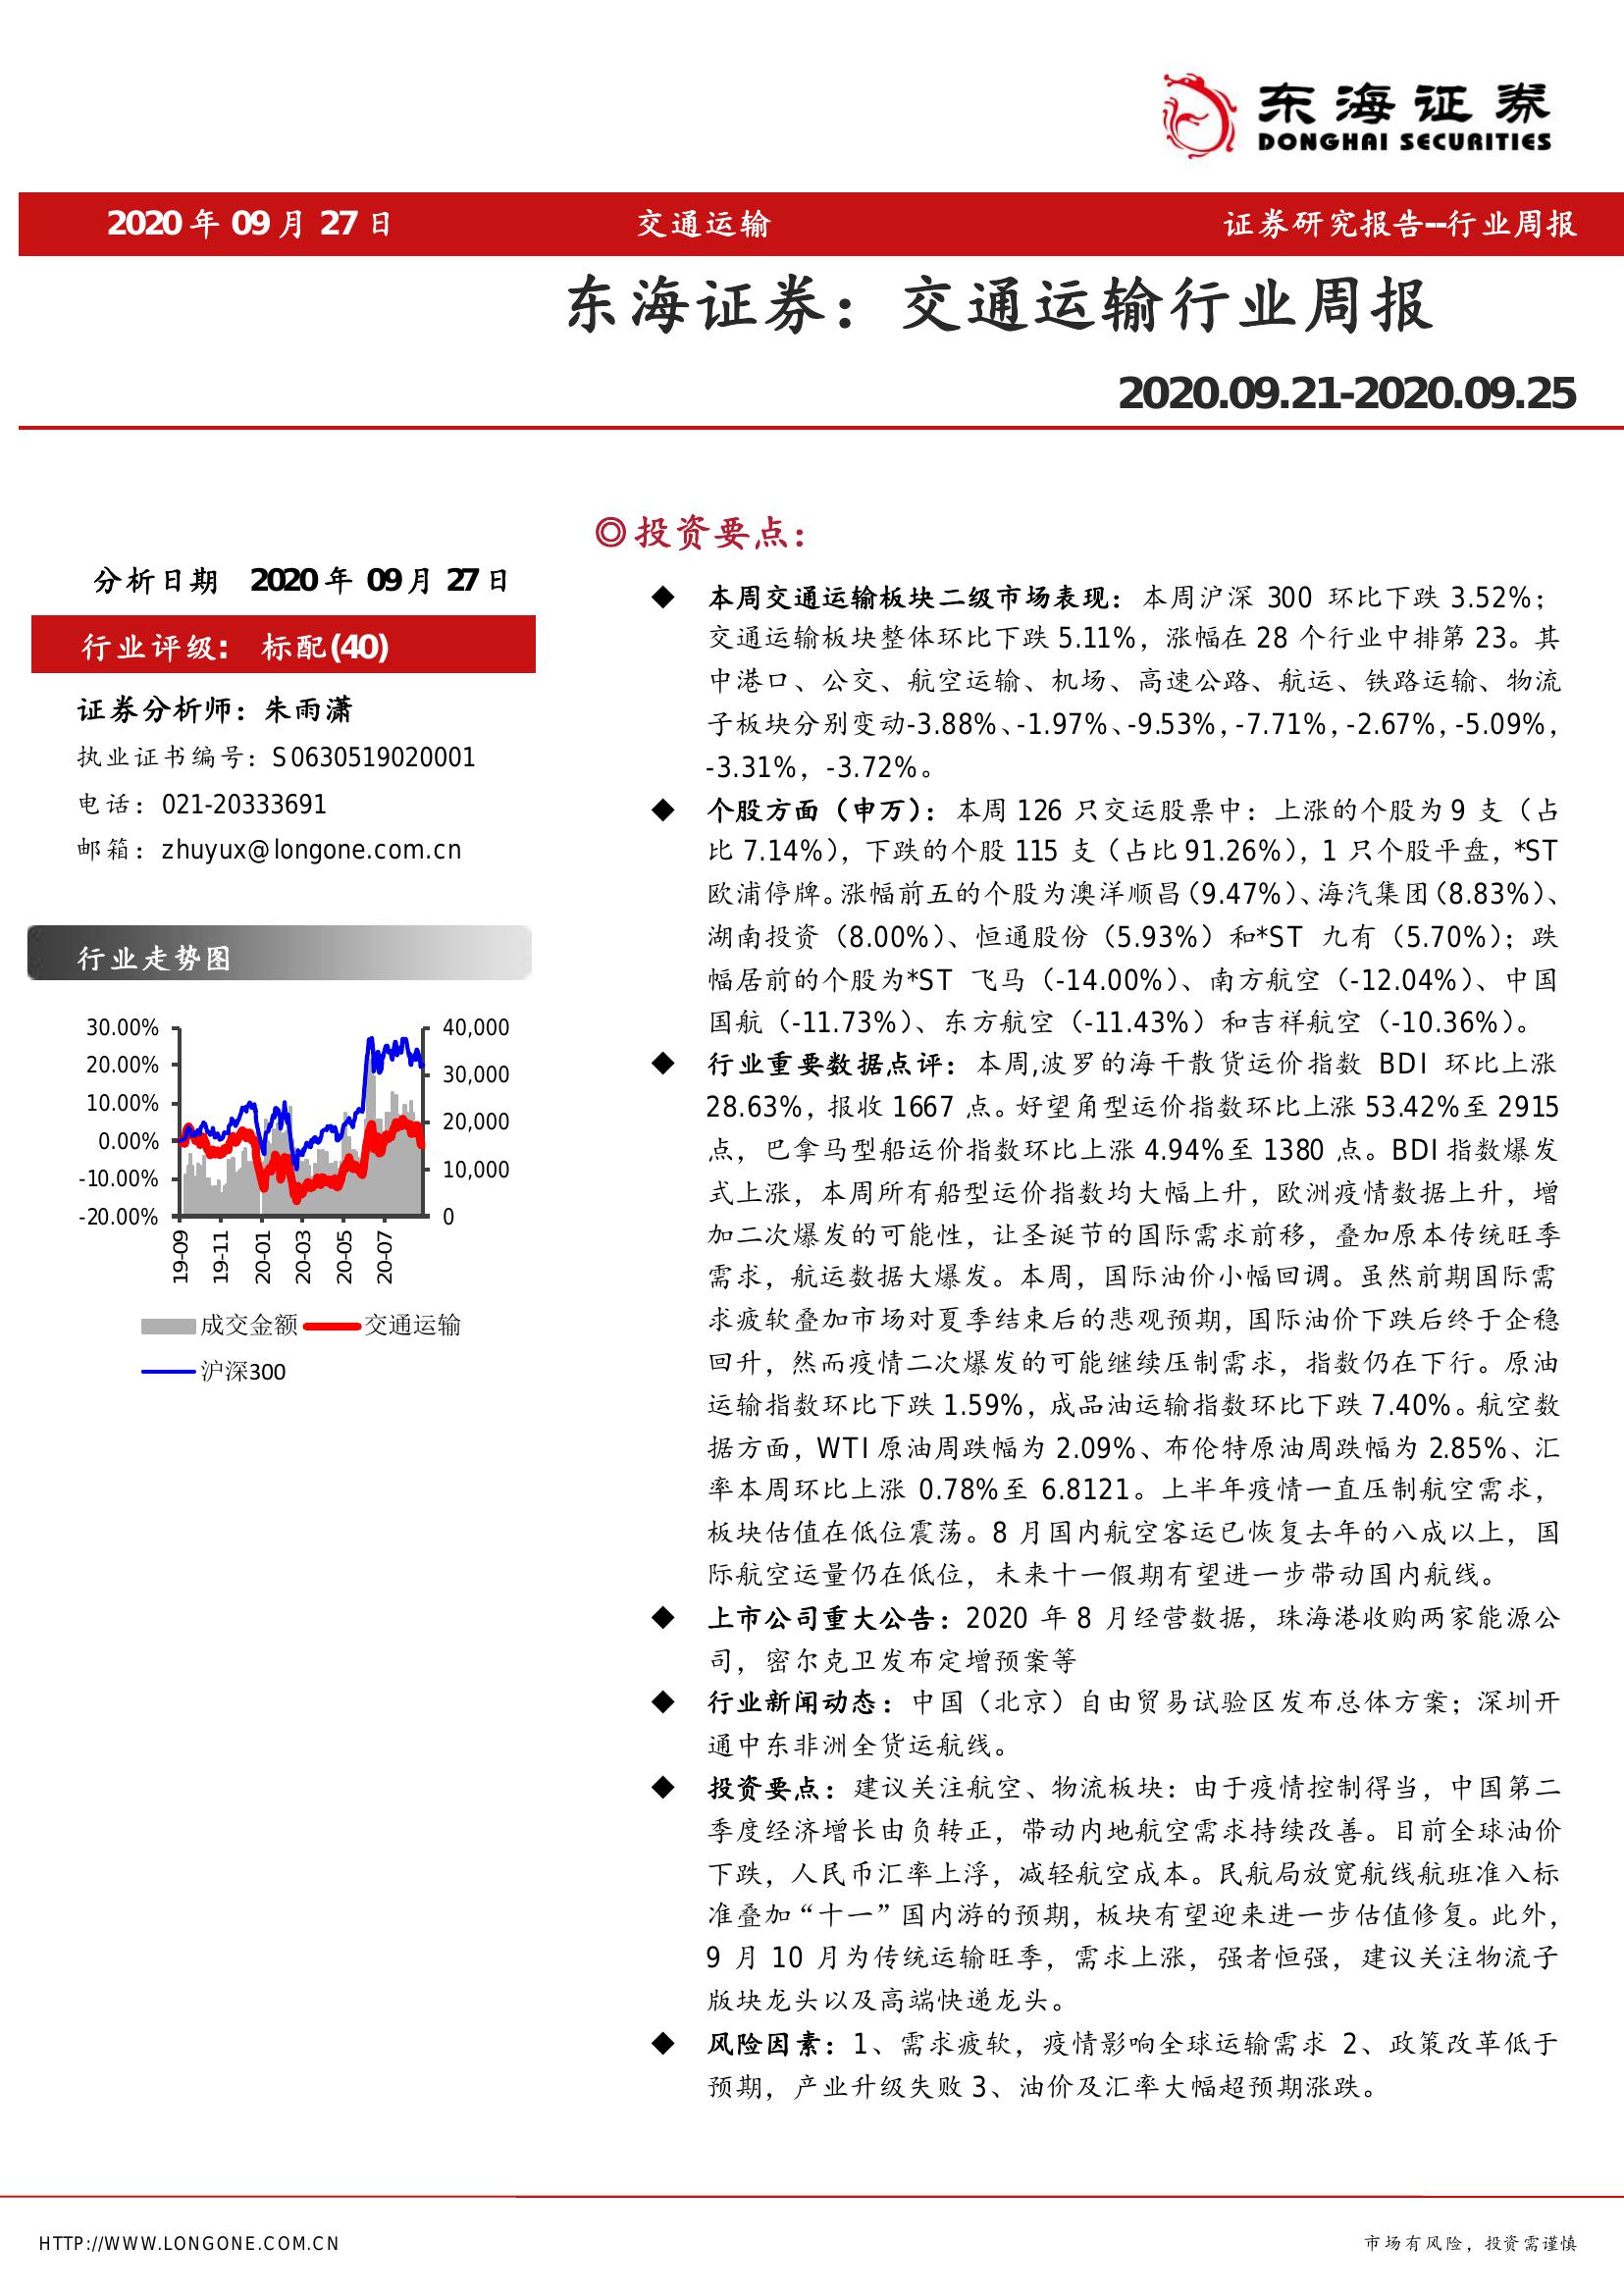 东海证券
DONGHAI SECURITIES
2020 年 09 月 27 日 交通运输 证券研究报告--行业周报
东海证券：交通运输行业周报
2020.09.21-2020.09.25
分析日期 2020 年 09 月 27 日
行业评级: 标配(40)
证券分析师：朱雨潇
执业证书编号：S0630519020001
电话：021-20333691
邮箱：zhuyux@longone.com.cn
行业走势图
30.00%
20.00%
10.00%
0.00%
-10.00%
-20.00%
40,000
30,000
20,000
10,000
0
19-09
19-11
20-01
20-03
20-05
20-07
成交金额 交通运输
沪深300
◎投资要点：
◆ 本周交通运输板块二级市场表现：本周沪深 300 环比下跌 3.52%；
交通运输板块整体环比下跌 5.11%，涨幅在 28 个行业中排第 23。其
中港口、公交、航空运输、机场、高速公路、航运、铁路运输、物流
子板块分别变动-3.88%、-1.97%、-9.53%，-7.71%，-2.67%，-5.09%，
-3.31%，-3.72%。
◆ 个股方面（申万）：本周 126 只交运股票中：上涨的个股为 9 支（占
比 7.14%），下跌的个股 115 支（占比 91.26%），1 只个股平盘，*ST
欧浦停牌。涨幅前五的个股为澳洋顺昌（9.47%）、海汽集团（8.83%）、
湖南投资（8.00%）、恒通股份（5.93%）和*ST 九有（5.70%）；跌
幅居前的个股为*ST 飞马（-14.00%）、南方航空（-12.04%）、中国
国航（-11.73%）、东方航空（-11.43%）和吉祥航空（-10.36%）。
◆ 行业重要数据点评：本周,波罗的海干散货运价指数 BDI 环比上涨
28.63%，报收 1667 点。好望角型运价指数环比上涨 53.42%至 2915
点，巴拿马型船运价指数环比上涨 4.94%至 1380 点。BDI 指数爆发
式上涨，本周所有船型运价指数均大幅上升，欧洲疫情数据上升，增
加二次爆发的可能性，让圣诞节的国际需求前移，叠加原本传统旺季
需求，航运数据大爆发。本周，国际油价小幅回调。虽然前期国际需
求疲软叠加市场对夏季结束后的悲观预期，国际油价下跌后终于企稳
回升，然而疫情二次爆发的可能继续压制需求，指数仍在下行。原油
运输指数环比下跌 1.59%，成品油运输指数环比下跌 7.40%。航空数
据方面，WTI 原油周跌幅为 2.09%、布伦特原油周跌幅为 2.85%、汇
率本周环比上涨 0.78%至 6.8121。上半年疫情一直压制航空需求，
板块估值在低位震荡。8 月国内航空客运已恢复去年的八成以上，国
际航空运量仍在低位，未来十一假期有望进一步带动国内航线。
◆ 上市公司重大公告：2020 年 8 月经营数据，珠海港收购两家能源公
司，密尔克卫发布定增预案等
◆ 行业新闻动态：中国（北京）自由贸易试验区发布总体方案；深圳开
通中东非洲全货运航线。
◆ 投资要点：建议关注航空、物流板块：由于疫情控制得当，中国第二
季度经济增长由负转正，带动内地航空需求持续改善。目前全球油价
下跌，人民币汇率上浮，减轻航空成本。民航局放宽航线航班准入标
准叠加“十一”国内游的预期，板块有望迎来进一步估值修复。此外，
9 月 10 月为传统运输旺季，需求上涨，强者恒强，建议关注物流子
版块龙头以及高端快递龙头。
◆ 风险因素：1、需求疲软，疫情影响全球运输需求 2、政策改革低于
预期，产业升级失败 3、油价及汇率大幅超预期涨跌。
HTTP://WWW.LONGONE.COM.CN 市场有风险，投资需谨慎